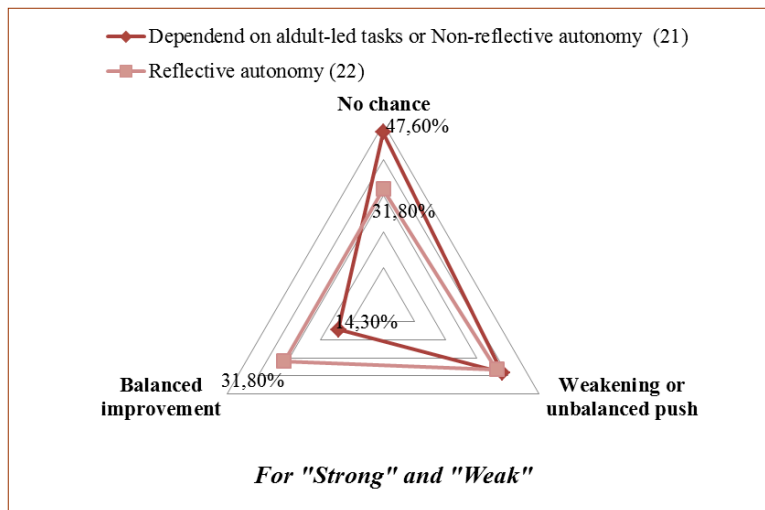 Dependend on aldult-led tasks or Non-reflective autonomy (21)
Reflective autonomy (22)
No chance
47,60%
31,80%
14,30%
31,80%
Balanced
improvement
Weakening or
unbalanced push
For "Strong" and "Weak"